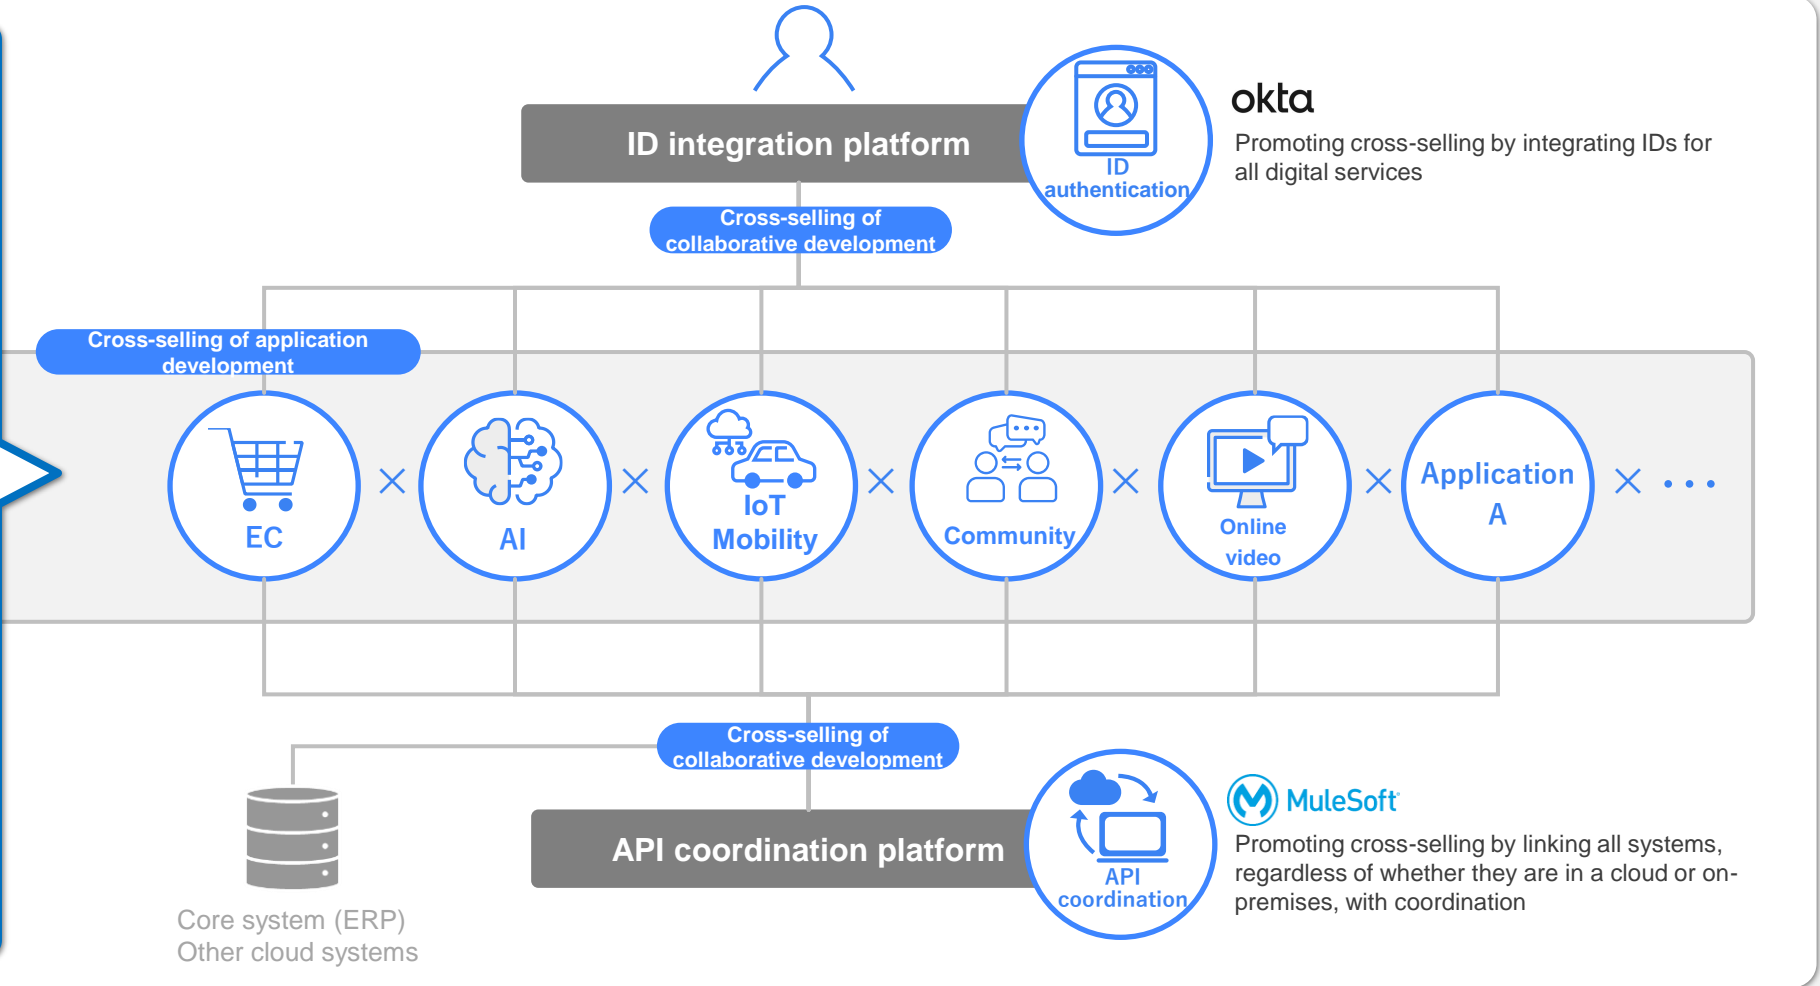 ID integration platform
ID
authentication
okta
Promoting cross-selling by integrating IDs for
all digital services
Cross-selling of
collaborative development
Cross-selling of application
development
EC
AI
IoT
Mobility
Community
Online
video
Application
A
Cross-selling of
collaborative development
API coordination platform
API
coordination
MuleSoft
Promoting cross-selling by linking all systems,
regardless of whether they are in a cloud or on-
premises, with coordination
Core system (ERP)
Other cloud systems